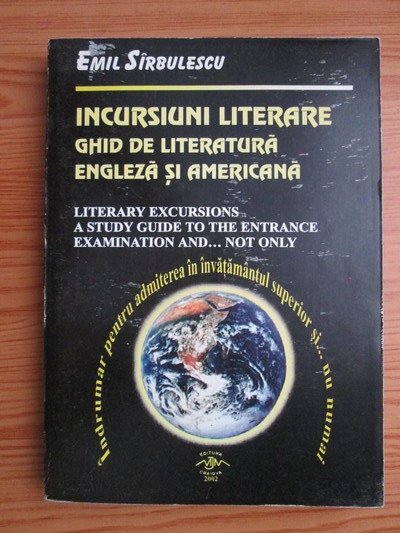 EMIL SÎRBULESCU
INCURSIUNI LITERARE
GHID DE LITERATURĂ
ENGLEZĂ ŞI AMERICANĂ
LITERARY EXCURSIONS
A STUDY GUIDE TO THE ENTRANCE
EXAMINATION AND... NOT ONLY
Îndrumar pentru admiterea în învăţământul superior şi... nu numai
EDITURA
CRAIOVA
2002